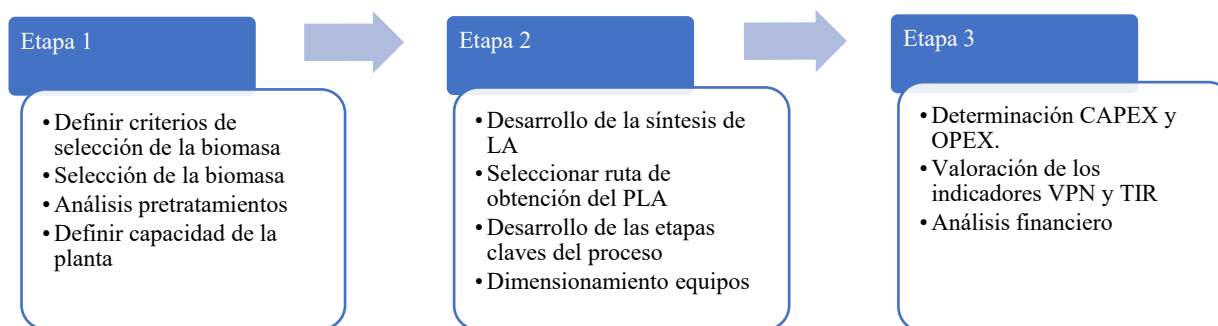 Etapa 1
• Definir criterios de
selección de la biomasa
• Selección de la biomasa
• Análisis pretratamientos
• Definir capacidad de la
planta
Etapa 2
• Desarrollo de la síntesis de
LA
• Seleccionar ruta de
obtención del PLA
• Desarrollo de las etapas
claves del proceso
• Dimensionamiento equipos
Etapa 3
• Determinación CAPEX y
OPEX.
• Valoración de los
indicadores VPN y TIR
• Análisis financiero